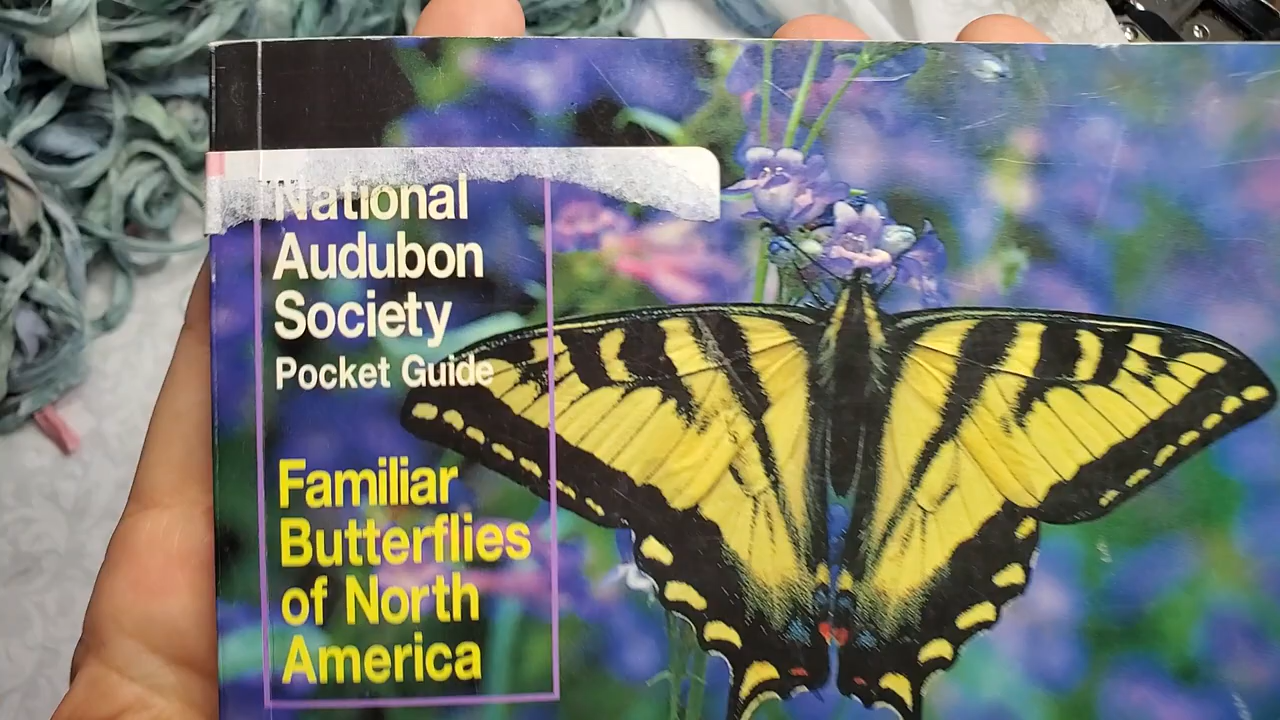 National
Audubon
Society
Pocket Guide
Familiar
Butterflies
of North
America